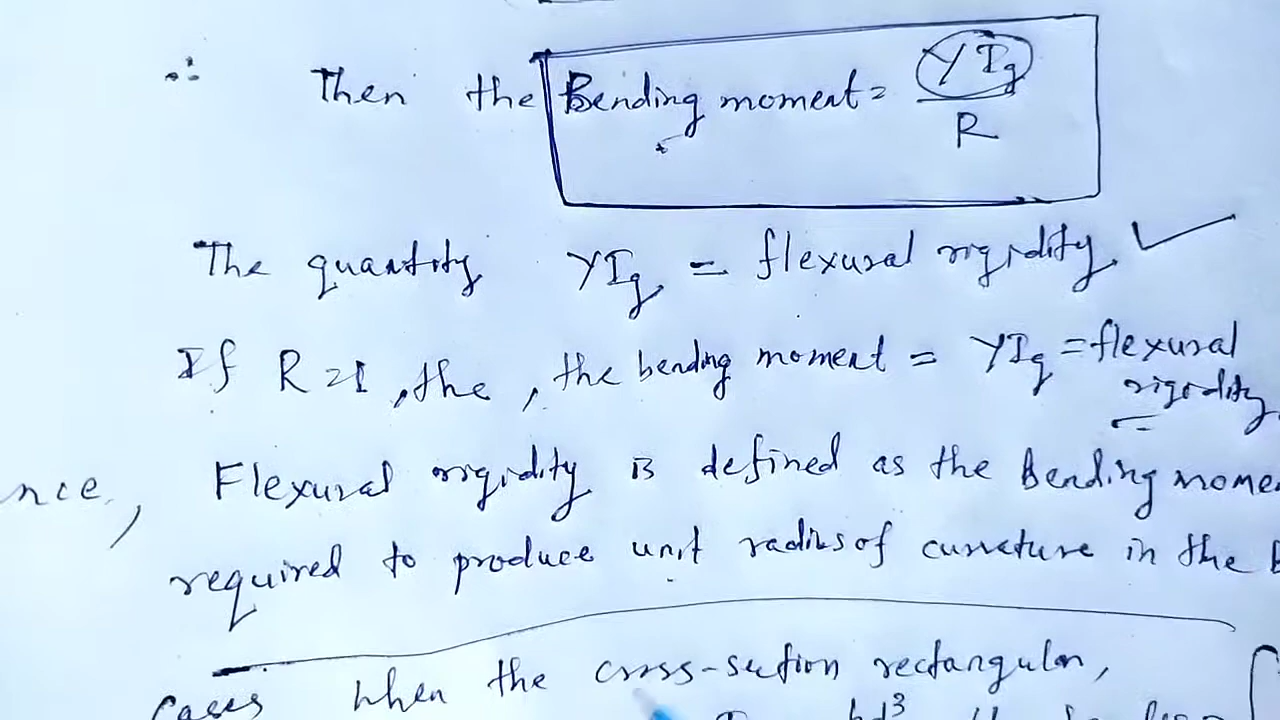 ∴ Then the Bending moment = YIg / R
The quantity YIg = flexural rigidity ✓
If R=1, the, the bending moment = YIg = flexural rigidity
nce, Flexural rigidity is defined as the Bending mome
required to produce unit radius of curvature in the B
Cases when the cross-section rectangular,
bd³